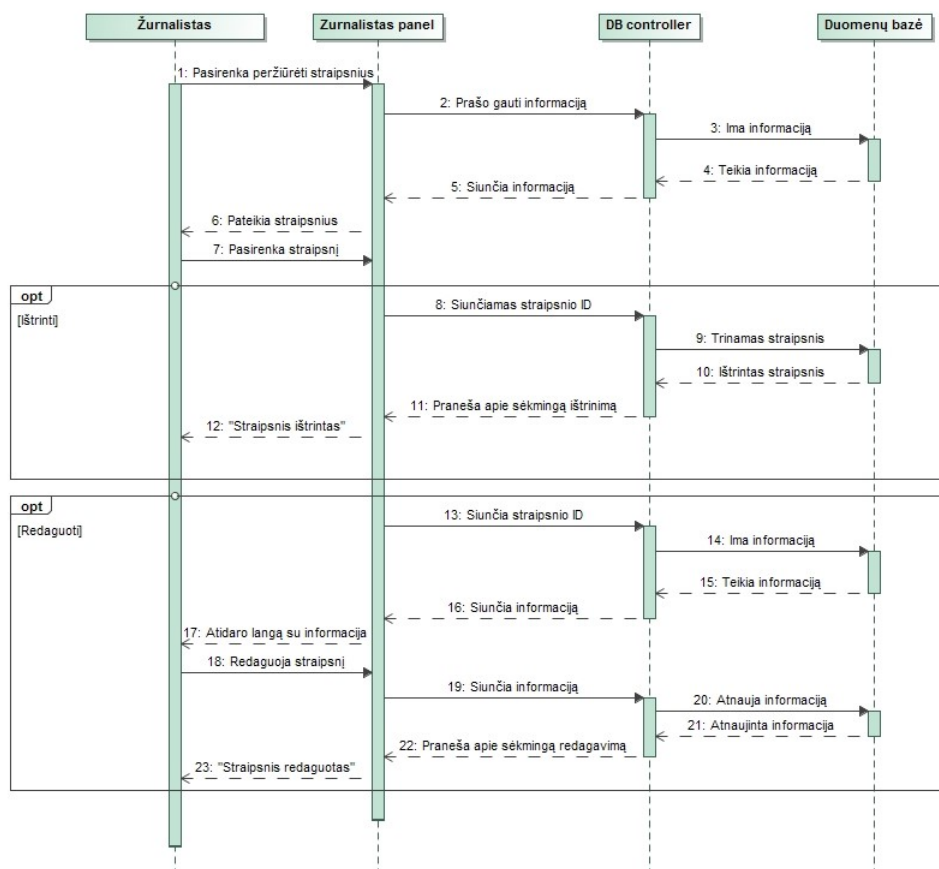 Žurnalistas
Zurnalistas panel
DB controller
Duomenų bazė
1: Pasirenka peržiūrėti straipsnius
2: Prašo gauti informaciją
3: Ima informaciją
4: Teikia informaciją
5: Siunčia informaciją
6: Pateikia straipsnius
7: Pasirenka straipsnį
opt
[Ištrinti]
8: Siunčiamas straipsnio ID
9: Trinamas straipsnis
10: Ištrintas straipsnis
11: Praneša apie sėkmingą ištrinimą
12: "Straipsnis ištrintas"
opt
[Redaguoti]
13: Siunčia straipsnio ID
14: Ima informaciją
15: Teikia informaciją
16: Siunčia informaciją
17: Atidaro langą su informacija
18: Redaguoja straipsnį
19: Siunčia informaciją
20: Atnauja informaciją
21: Atnaujinta informacija
22: Praneša apie sėkmingą redagavimą
23: "Straipsnis redaguotas"